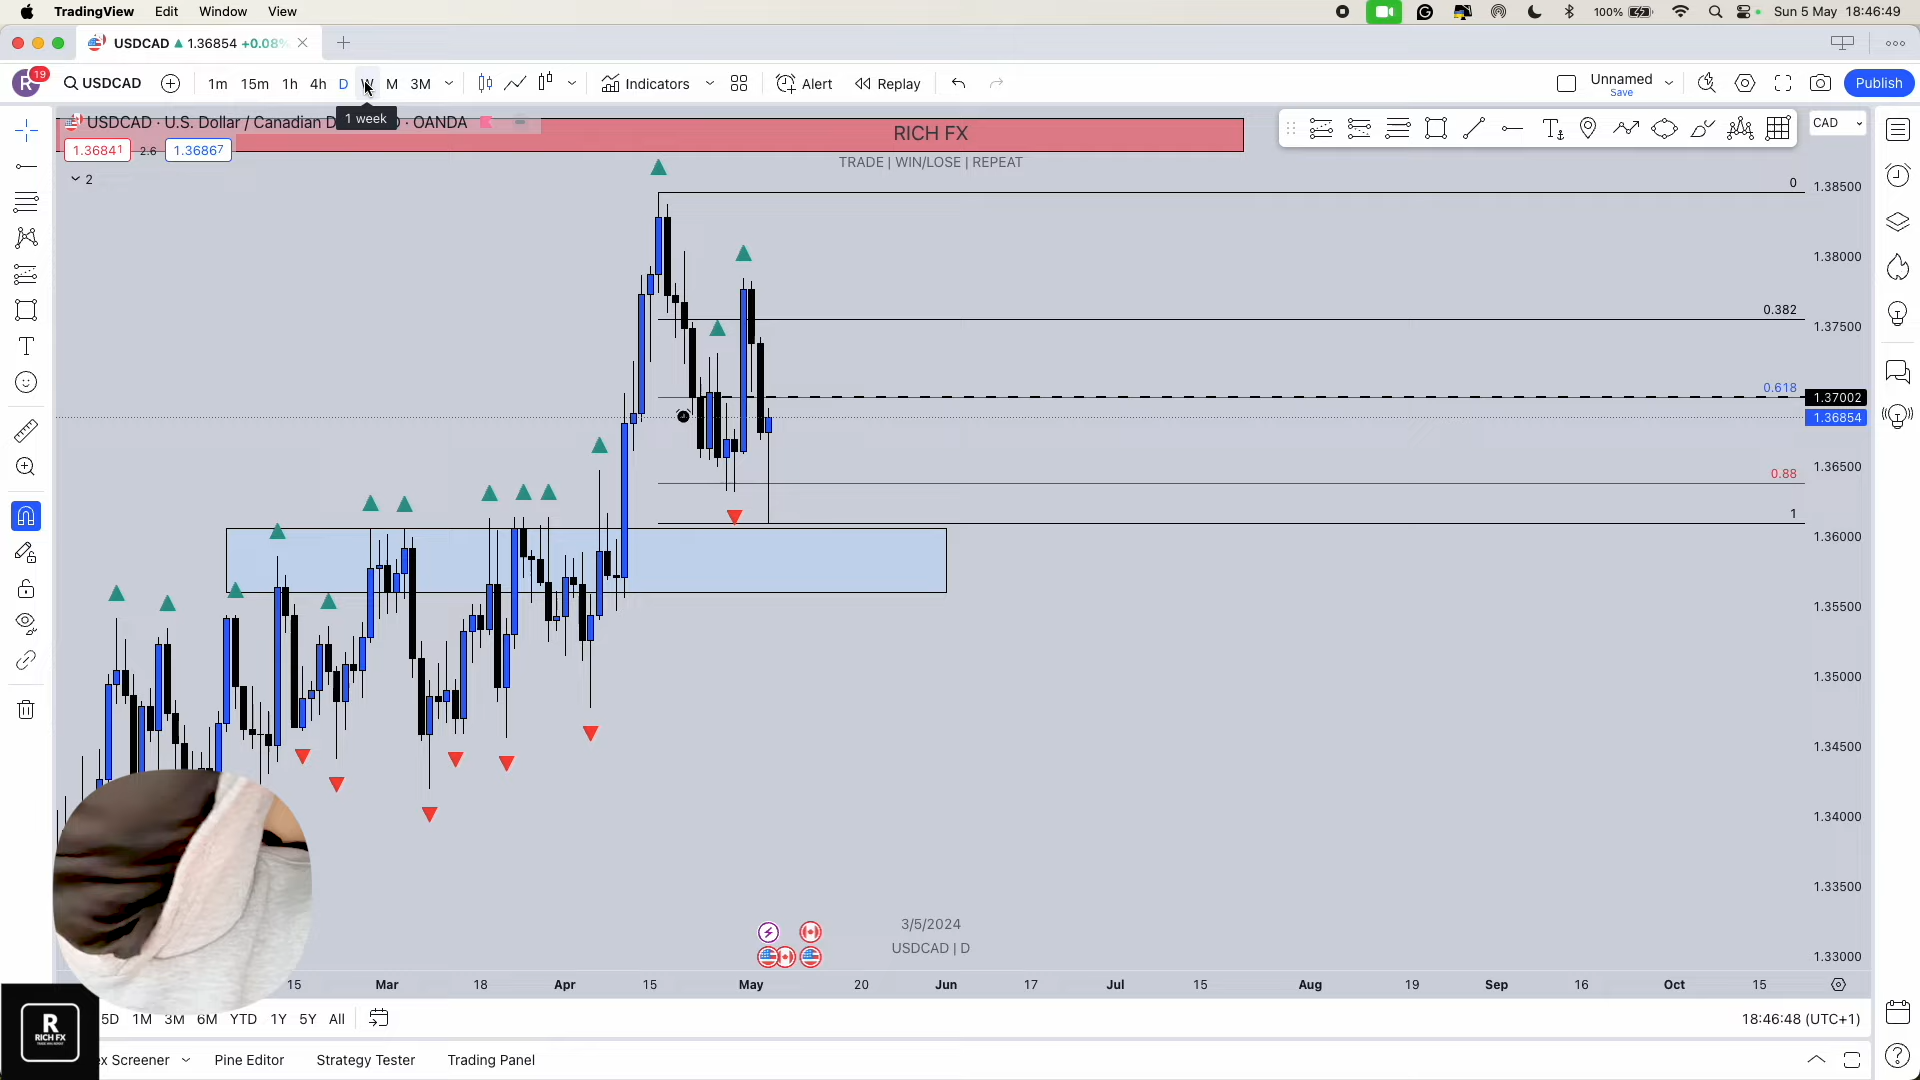 TradingView Edit Window View 100% Sun 5 May 18:46:49
USDCAD 1.36854 +0.08%
19 USDCAD 1m 15m 1h 4h D W M 3M Indicators Alert Replay Unnamed Save Publish
1 week
USDCAD · U.S. Dollar / Canadian D · OANDA
RICH FX
CAD
1.36841 2.6 1.36867
TRADE | WIN/LOSE | REPEAT
2
0
1.38500
1.38000
0.382
1.37500
0.618
1.37002
1.36854
0.88
1.36500
1
1.36000
1.35500
1.35000
1.34500
1.34000
1.33500
3/5/2024
USDCAD | D
1.33000
15 Mar 18 Apr 15 May 20 Jun 17 Jul 15 Aug 19 Sep 16 Oct 15
5D 1M 3M 6M YTD 1Y 5Y All 18:46:48 (UTC+1)
R
RICH FX
ex Screener Pine Editor Strategy Tester Trading Panel